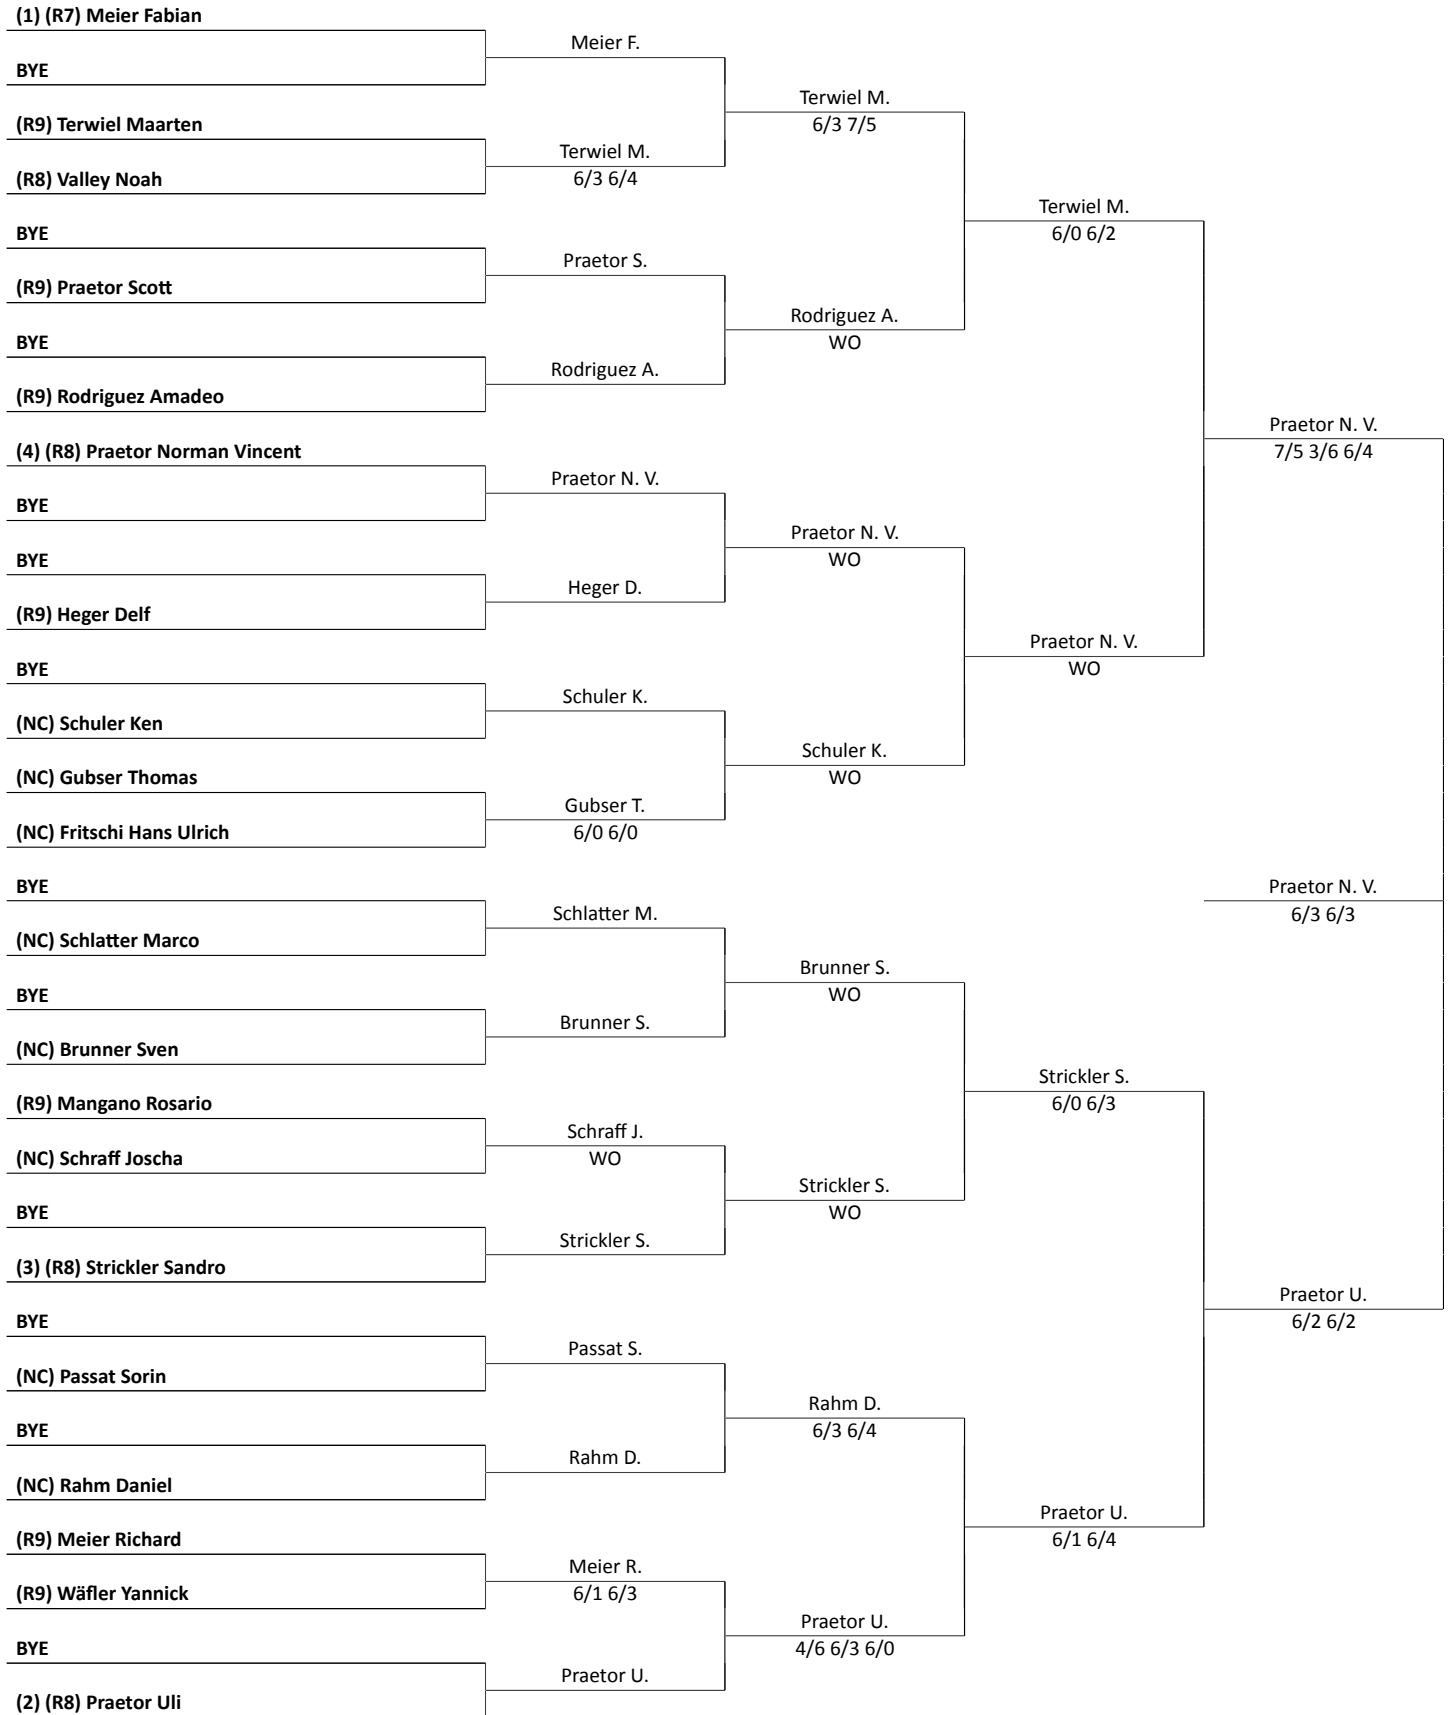 (1) (R7) Meier Fabian
Meier F.
BYE
Terwiel M.
6/3 7/5
(R9) Terwiel Maarten
Terwiel M.
6/3 6/4
(R8) Valley Noah
Terwiel M.
6/0 6/2
BYE
Praetor S.
(R9) Praetor Scott
Rodriguez A.
WO
BYE
Rodriguez A.
(R9) Rodriguez Amadeo
Praetor N. V.
7/5 3/6 6/4
(4) (R8) Praetor Norman Vincent
Praetor N. V.
BYE
Praetor N. V.
WO
BYE
Heger D.
(R9) Heger Delf
Praetor N. V.
WO
BYE
Schuler K.
(NC) Schuler Ken
Schuler K.
WO
(NC) Gubser Thomas
Gubser T.
6/0 6/0
(NC) Fritschi Hans Ulrich
BYE
Praetor N. V.
6/3 6/3
Schlatter M.
(NC) Schlatter Marco
Brunner S.
WO
BYE
Brunner S.
(NC) Brunner Sven
Strickler S.
6/0 6/3
(R9) Mangano Rosario
Schraff J.
WO
(NC) Schraff Joscha
Strickler S.
WO
BYE
Strickler S.
(3) (R8) Strickler Sandro
Praetor U.
6/2 6/2
BYE
Passat S.
(NC) Passat Sorin
Rahm D.
6/3 6/4
BYE
Rahm D.
(NC) Rahm Daniel
Praetor U.
6/1 6/4
(R9) Meier Richard
Meier R.
6/1 6/3
(R9) Wäfler Yannick
Praetor U.
4/6 6/3 6/0
BYE
Praetor U.
(2) (R8) Praetor Uli